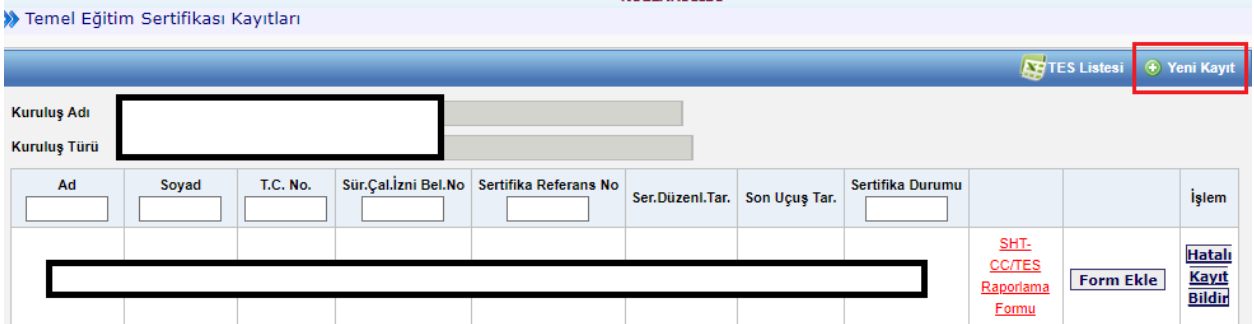 Temel Eğitim Sertifikası Kayıtları
TES Listesi Yeni Kayıt
Kuruluş Adı
Kuruluş Türü
Ad Soyad T.C. No. Sür.Çal.İzni Bel.No Sertifika Referans No Ser.Düzenl.Tar. Son Uçuş Tar. Sertifika Durumu İşlem
SHT-
CC/TES
Raporlama
Formu
Form Ekle
Hatalı
Kayıt
Bildir